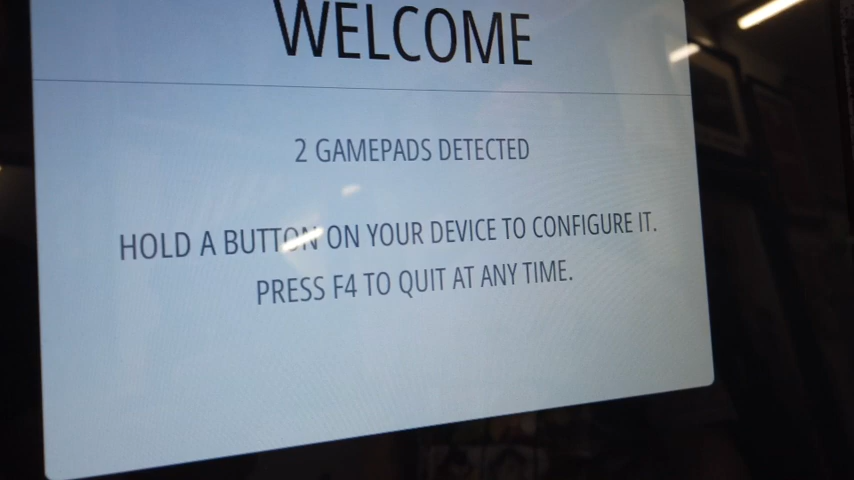 WELCOME
2 GAMEPADS DETECTED
HOLD A BUTTON ON YOUR DEVICE TO CONFIGURE IT.
PRESS F4 TO QUIT AT ANY TIME.